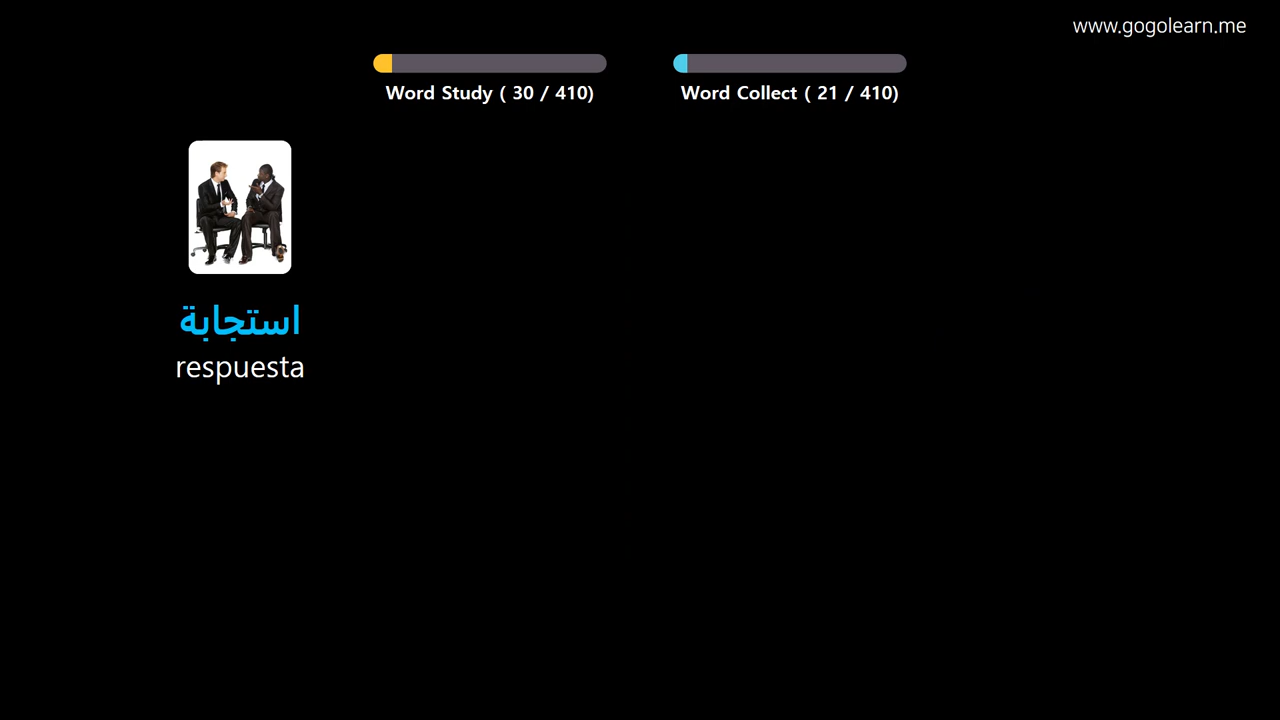 www.gogolearn.me
Word Study ( 30 / 410)
Word Collect ( 21 / 410)
استجابة
respuesta